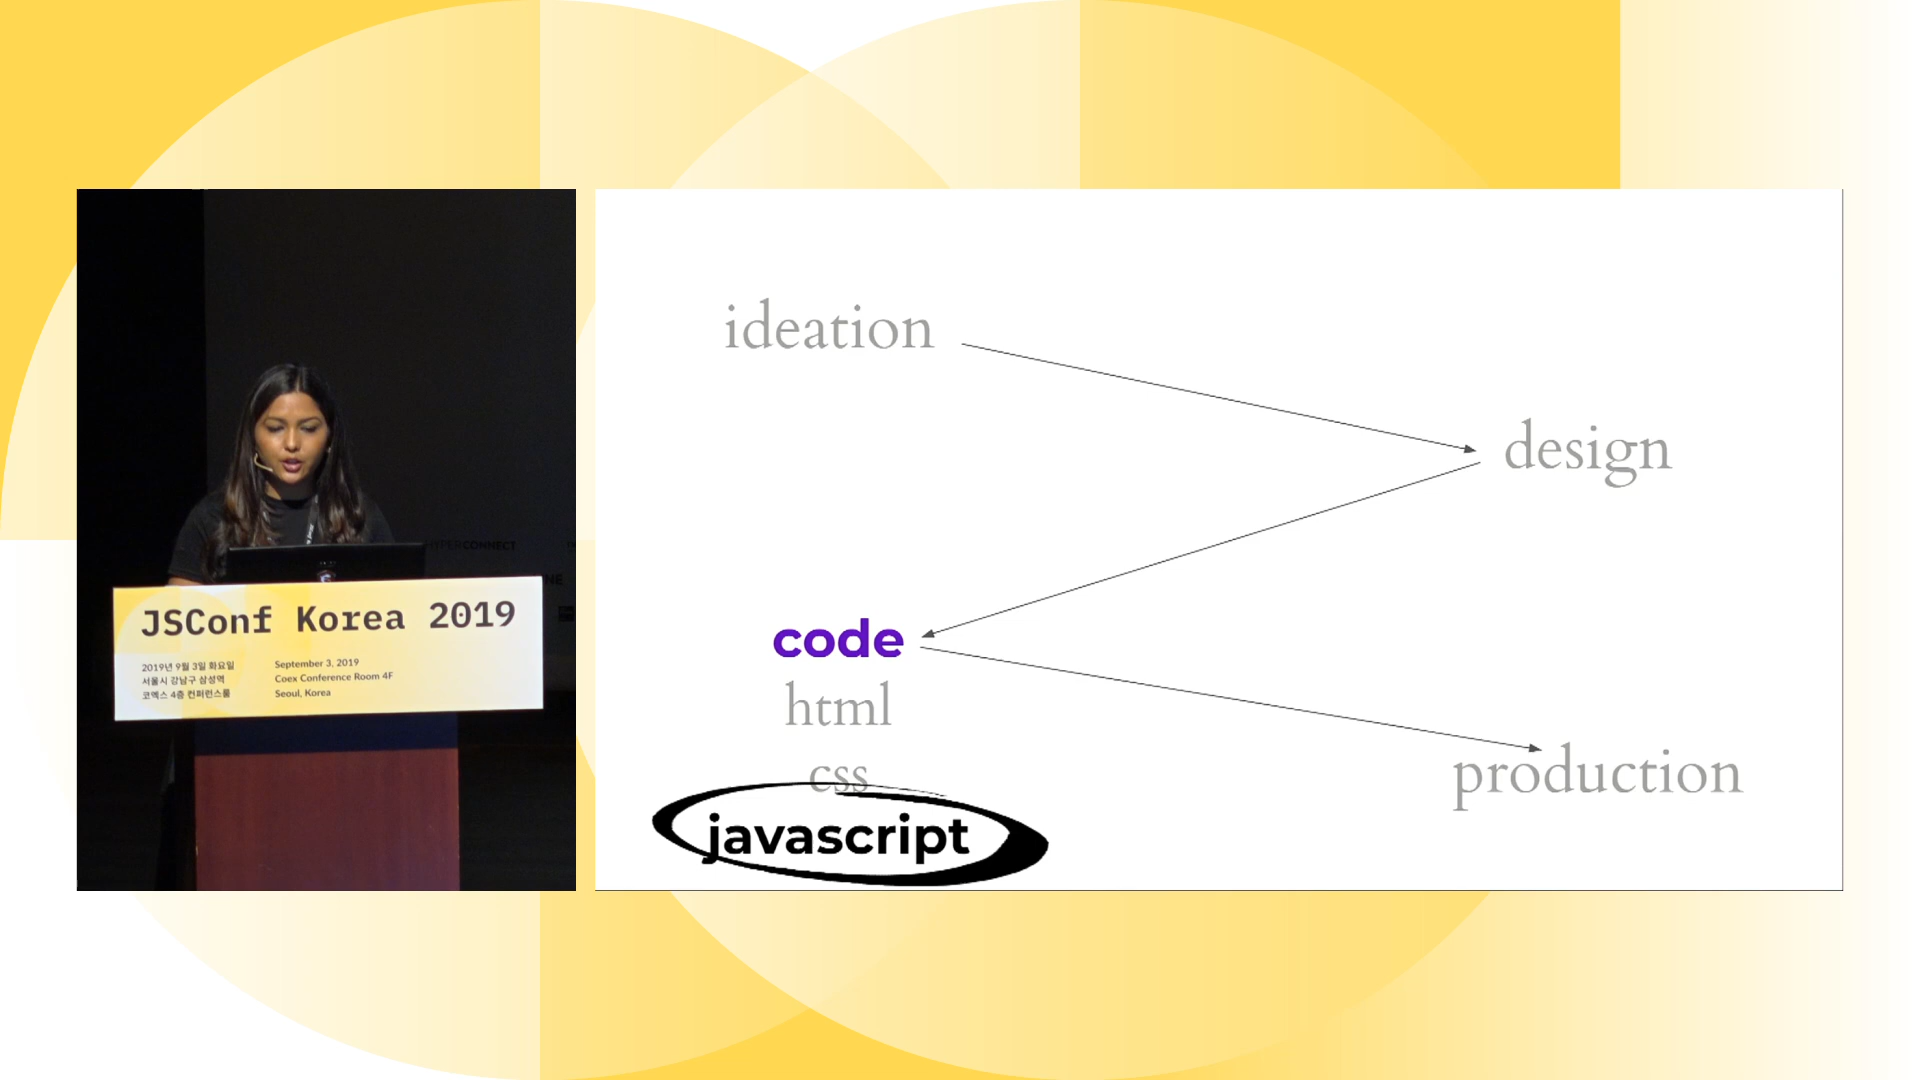 HYPERCONNECT
NE
JSConf Korea 2019
2019년 9월 3일 화요일
서울시 강남구 삼성역
코엑스 4층 컨퍼런스룸
September 3, 2019
Coex Conference Room 4F
Seoul, Korea
ideation
design
code
html
css
javascript
production